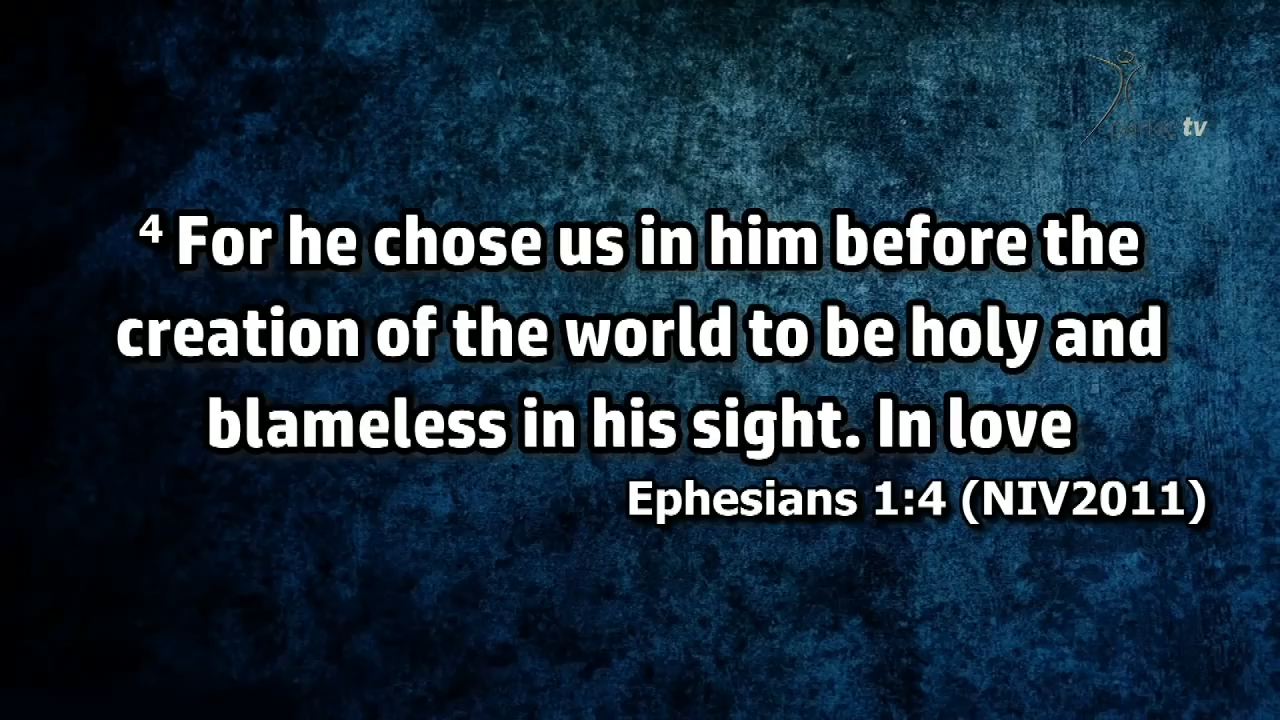 tv
⁴ For he chose us in him before the
creation of the world to be holy and
blameless in his sight. In love
Ephesians 1:4 (NIV2011)